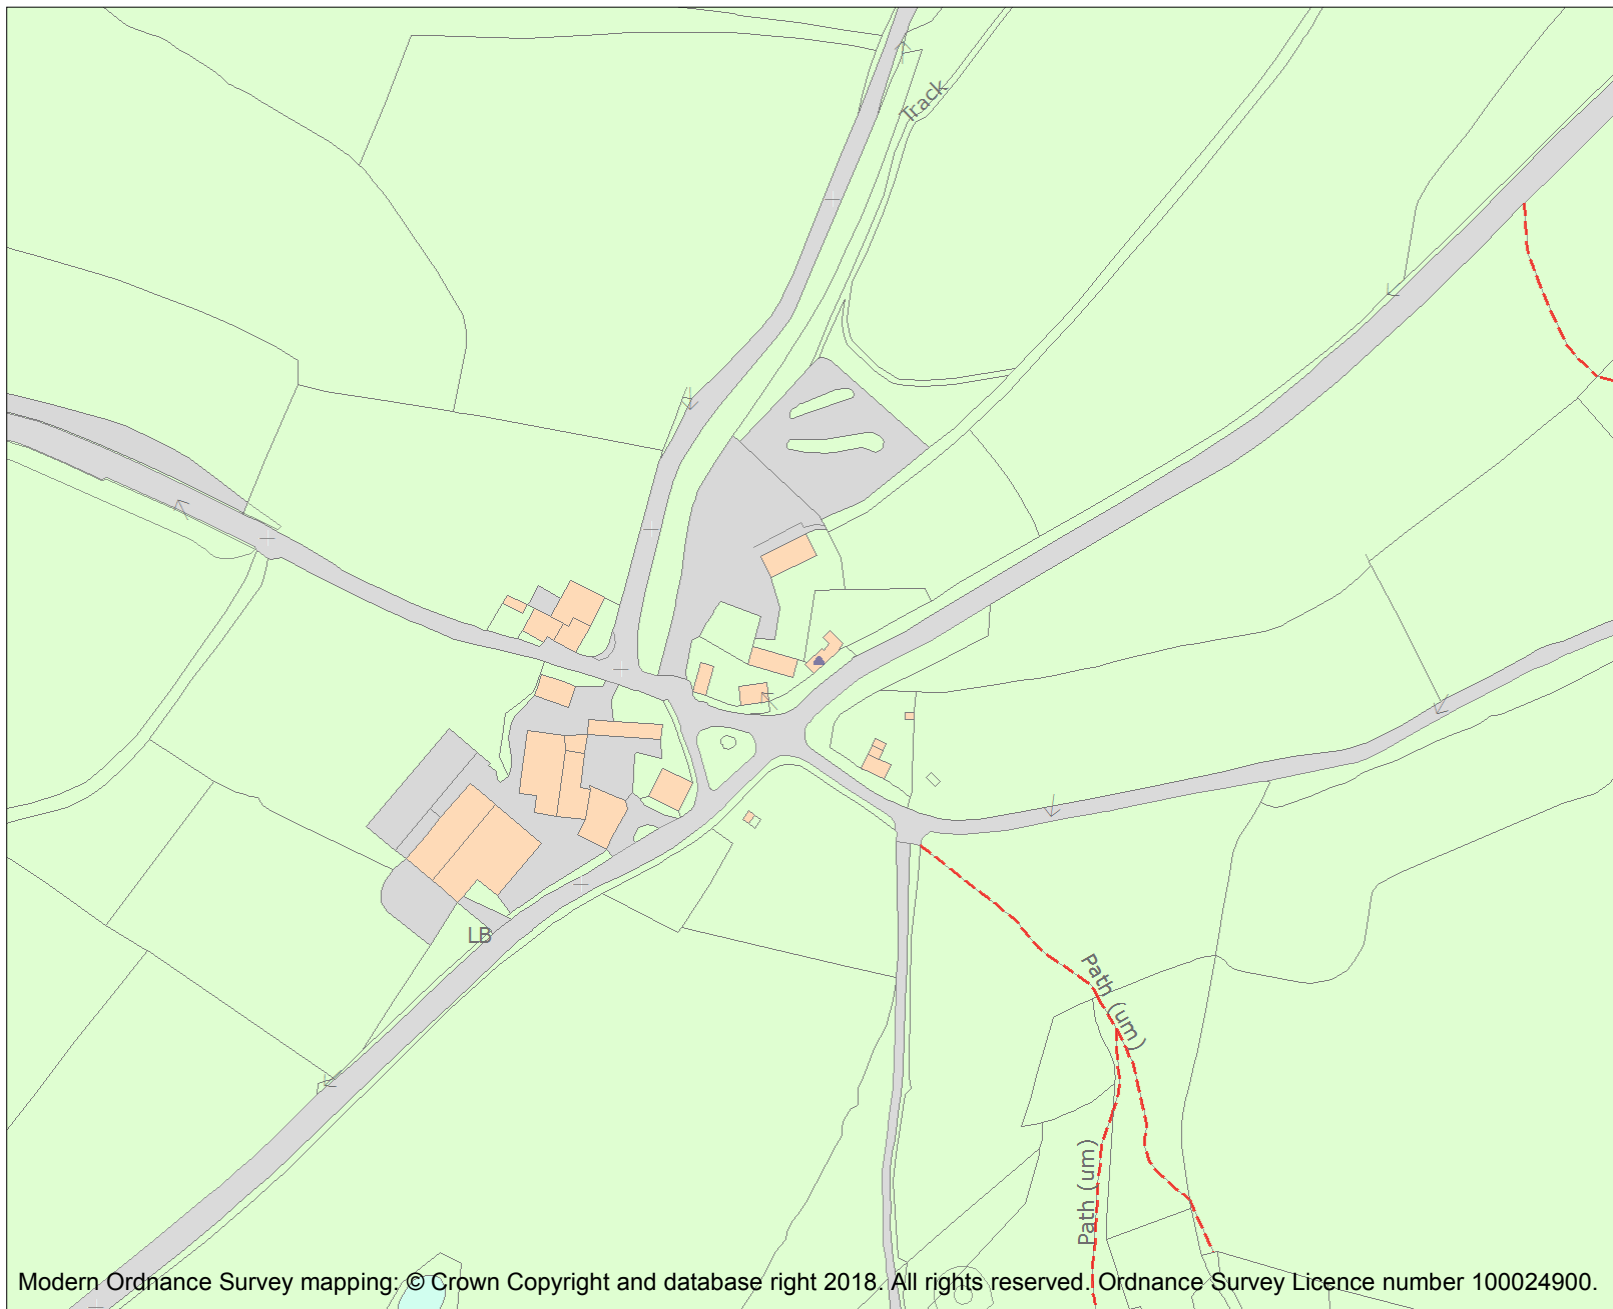 Track
LB
Path (um)
Path (um)
Modern Ordnance Survey mapping: © Crown Copyright and database right 2018. All rights reserved. Ordnance Survey Licence number 100024900.